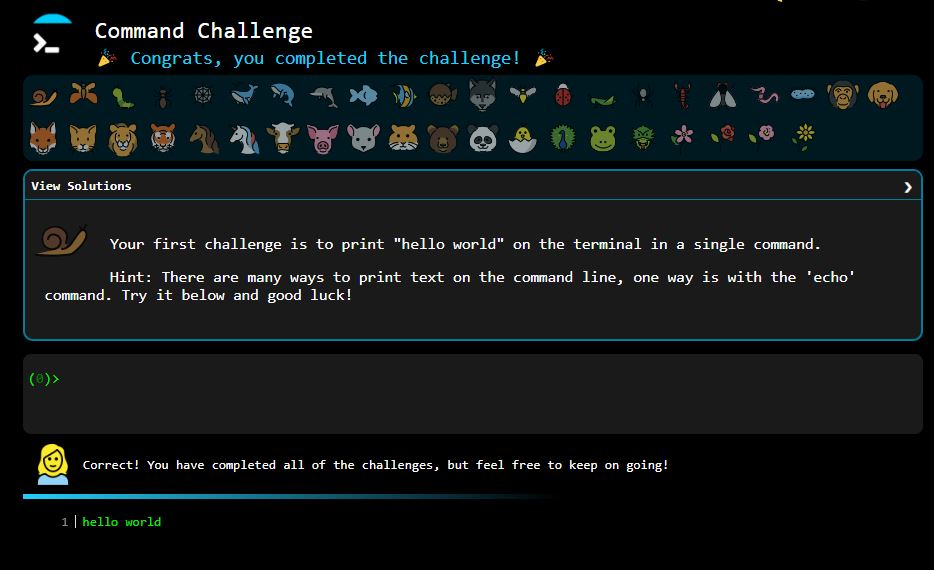 Command Challenge
🎉 Congrats, you completed the challenge! 🎉
View Solutions
Your first challenge is to print "hello world" on the terminal in a single command.
Hint: There are many ways to print text on the command line, one way is with the 'echo'
command. Try it below and good luck!
(0)>
Correct! You have completed all of the challenges, but feel free to keep on going!
1 hello world